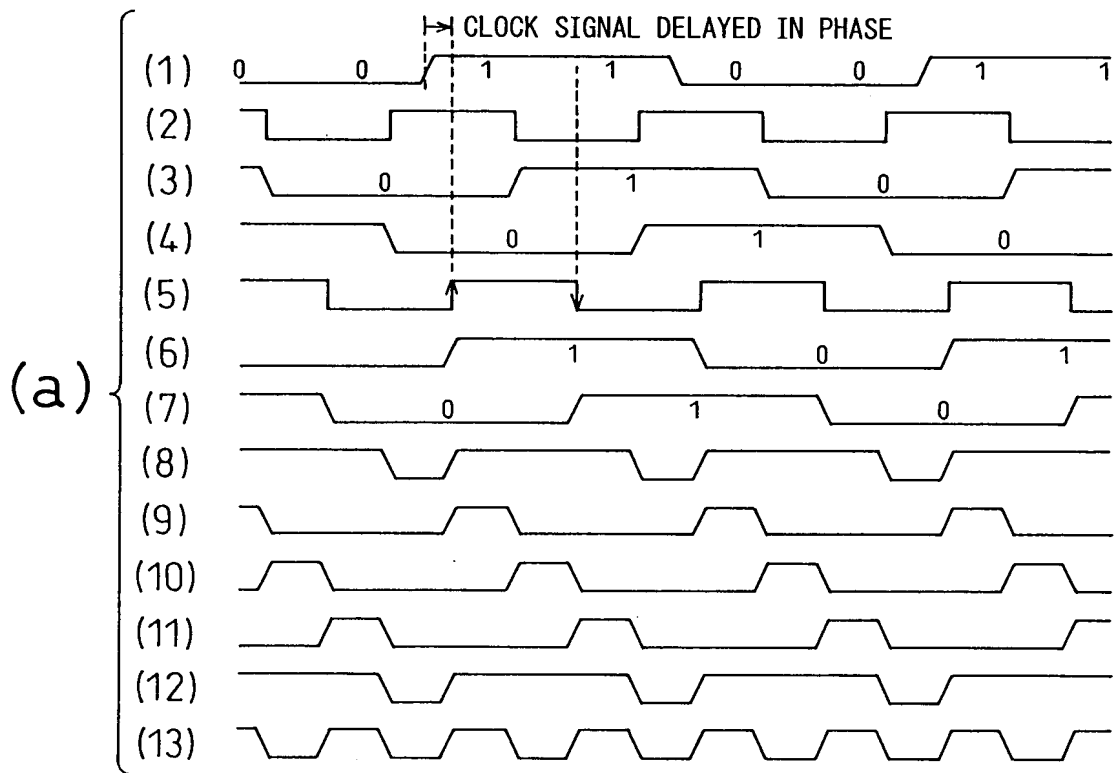 CLOCK SIGNAL DELAYED IN PHASE
(1) 0 0 1 1 0 0 1 1
(2)
(3) 0 1 0
(4) 0 1 0
(5)
(a)
(6) 1 0 1
(7) 0 1 0
(8)
(9)
(10)
(11)
(12)
(13)